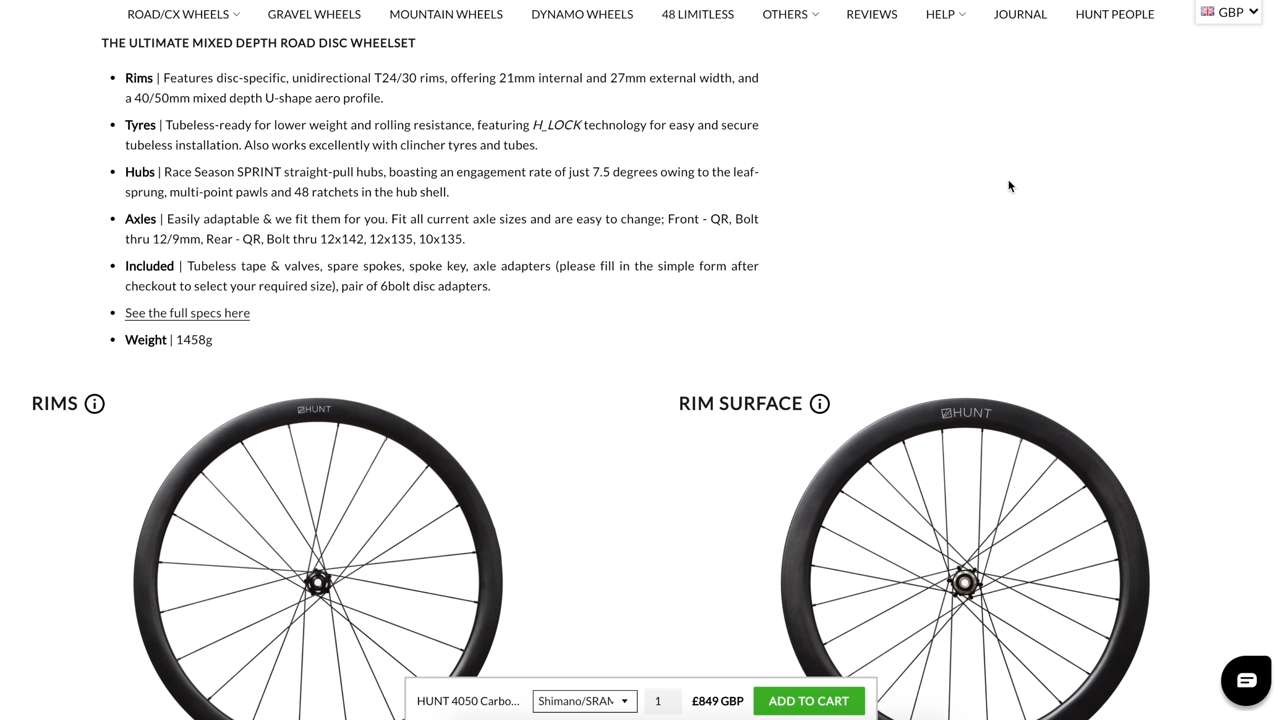 ROAD/CX WHEELS GRAVEL WHEELS MOUNTAIN WHEELS DYNAMO WHEELS 48 LIMITLESS OTHERS REVIEWS HELP JOURNAL HUNT PEOPLE GBP
THE ULTIMATE MIXED DEPTH ROAD DISC WHEELSET
• Rims | Features disc-specific, unidirectional T24/30 rims, offering 21mm internal and 27mm external width, and
a 40/50mm mixed depth U-shape aero profile.
• Tyres | Tubeless-ready for lower weight and rolling resistance, featuring H_LOCK technology for easy and secure
tubeless installation. Also works excellently with clincher tyres and tubes.
• Hubs | Race Season SPRINT straight-pull hubs, boasting an engagement rate of just 7.5 degrees owing to the leaf-
sprung, multi-point pawls and 48 ratchets in the hub shell.
• Axles | Easily adaptable & we fit them for you. Fit all current axle sizes and are easy to change; Front - QR, Bolt
thru 12/9mm, Rear - QR, Bolt thru 12x142, 12x135, 10x135.
• Included | Tubeless tape & valves, spare spokes, spoke key, axle adapters (please fill in the simple form after
checkout to select your required size), pair of 6bolt disc adapters.
• See the full specs here
• Weight | 1458g
RIMS
RIM SURFACE
HUNT
HUNT
HUNT 4050 Carbo... Shimano/SRAM 1 £849 GBP ADD TO CART